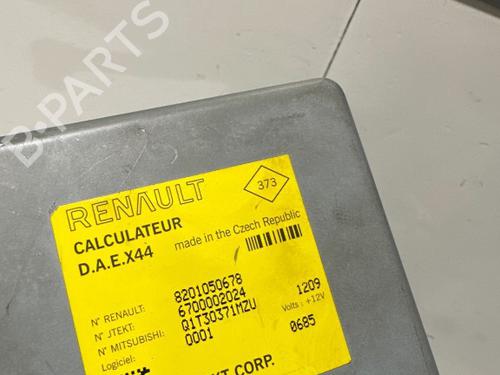 B-PARTS
RENAULT
373
CALCULATEUR
D.A.E.X44
made in the Czech Republic
N° RENAULT: 8201050678
N° JTEKT: 6700002024 1209
N° MITSUBISHI: Q1T30371MZU Volts : +12V
Logiciel: 0001 0685
CORP.